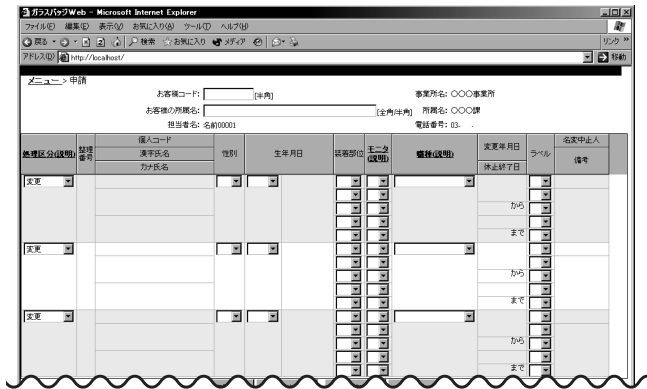 ガラスバッジWeb - Microsoft Internet Explorer
ファイル(F) 編集(E) 表示(V) お気に入り(A) ツール(T) ヘルプ(H)
戻る 検索 お気に入り メディア
リンク »
アドレス(D) http://localhost/ 移動
メニュー > 申請
お客様コード: [半角] 事業所名: 〇〇〇事業所
お客様の所属名: [全角/半角] 所属名: 〇〇〇課
担当者名: 名前00001 電話番号: 03-
処理区分(説明) 整理番号 個人コード 漢字氏名 カナ氏名 性別 生年月日 装着部位 モニタ(説明) 職種(説明) 変更年月日 休止終了日 ラベル 名変中止人 備考
変更
から
まで
変更
から
まで
変更
から
まで